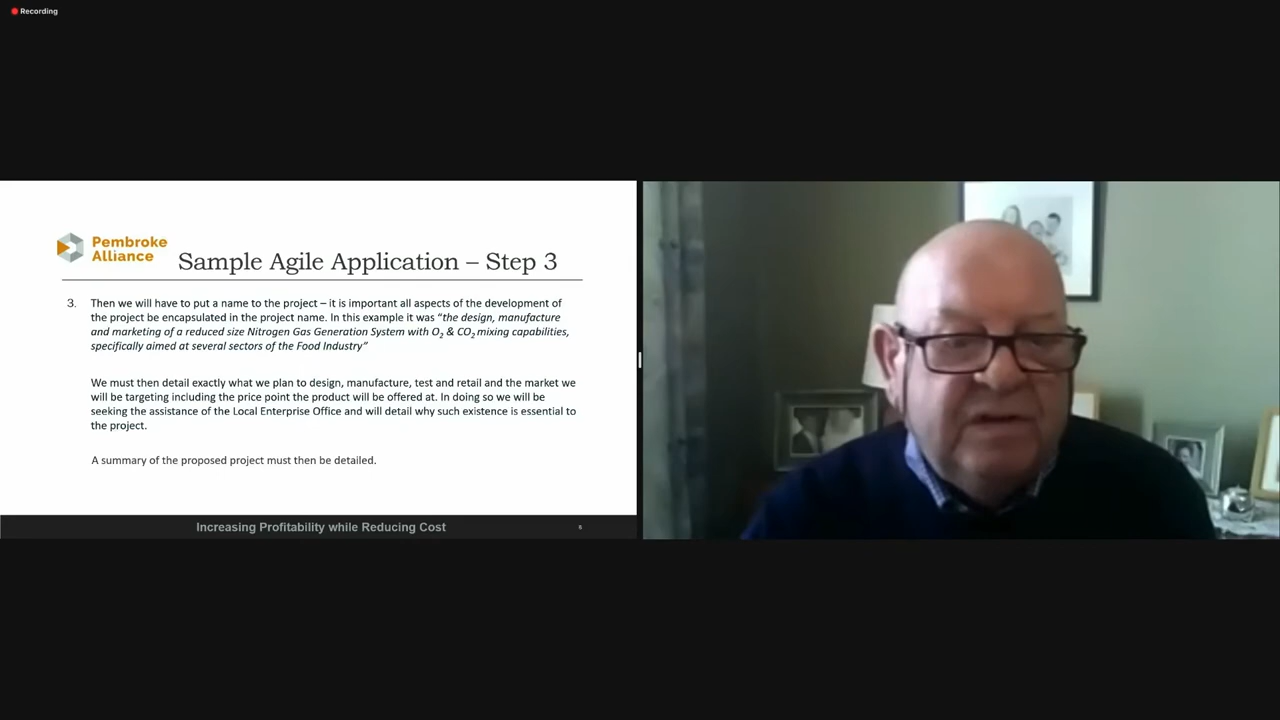 Recording
Pembroke
Alliance
Sample Agile Application – Step 3
3. Then we will have to put a name to the project – it is important all aspects of the development of
the project be encapsulated in the project name. In this example it was “the design, manufacture
and marketing of a reduced size Nitrogen Gas Generation System with O₂ & CO₂ mixing capabilities,
specifically aimed at several sectors of the Food Industry”
We must then detail exactly what we plan to design, manufacture, test and retail and the market we
will be targeting including the price point the product will be offered at. In doing so we will be
seeking the assistance of the Local Enterprise Office and will detail why such existence is essential to
the project.
A summary of the proposed project must then be detailed.
Increasing Profitability while Reducing Cost